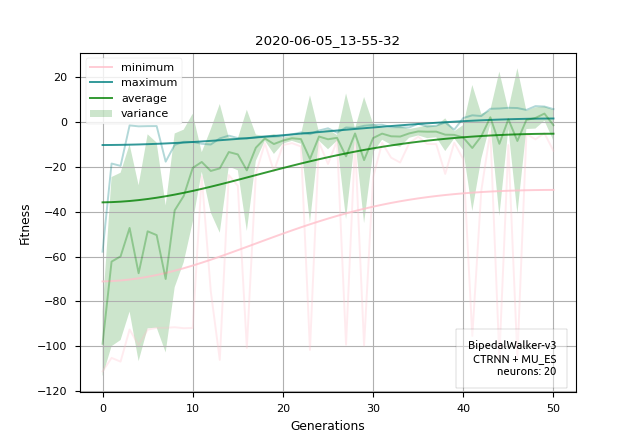 2020-06-05_13-55-32
minimum
maximum
average
variance
20
0
−20
−40
−60
−80
−100
−120
Fitness
0
10
20
30
40
50
Generations
BipedalWalker-v3
CTRNN + MU_ES
neurons: 20